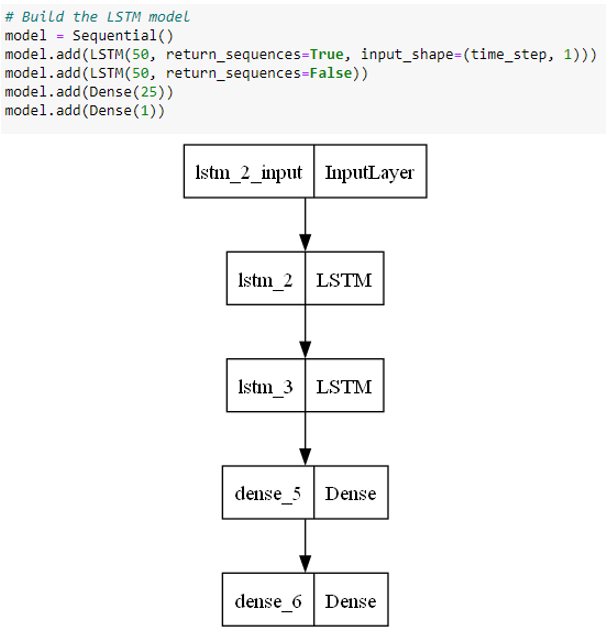 # Build the LSTM model
model = Sequential()
model.add(LSTM(50, return_sequences=True, input_shape=(time_step, 1)))
model.add(LSTM(50, return_sequences=False))
model.add(Dense(25))
model.add(Dense(1))
lstm_2_input InputLayer
lstm_2 LSTM
lstm_3 LSTM
dense_5 Dense
dense_6 Dense